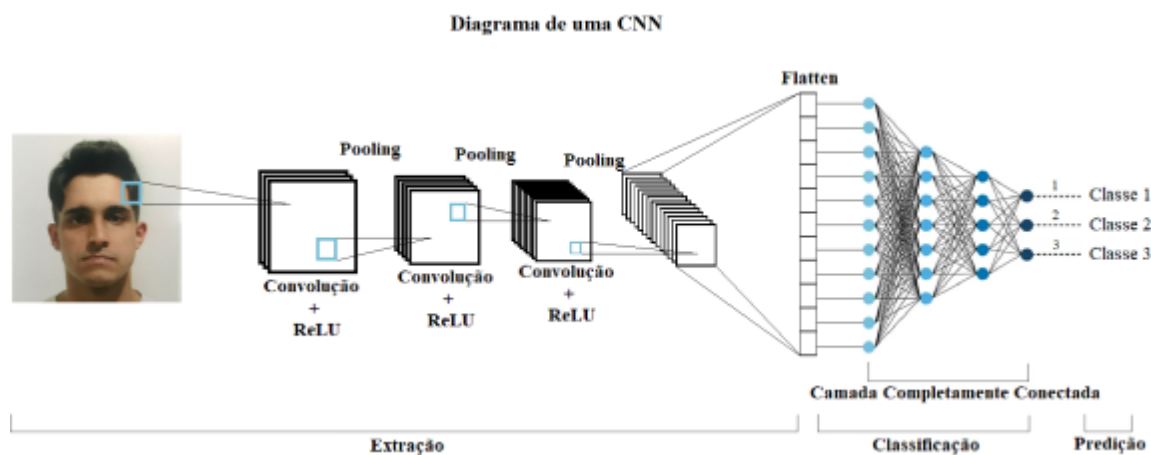 Diagrama de uma CNN
Flatten
Pooling
Pooling
Pooling
Convolução
+
ReLU
Convolução
+
ReLU
Convolução
+
ReLU
1
Classe 1
2
Classe 2
3
Classe 3
Camada Completamente Conectada
Extração
Classificação
Predição